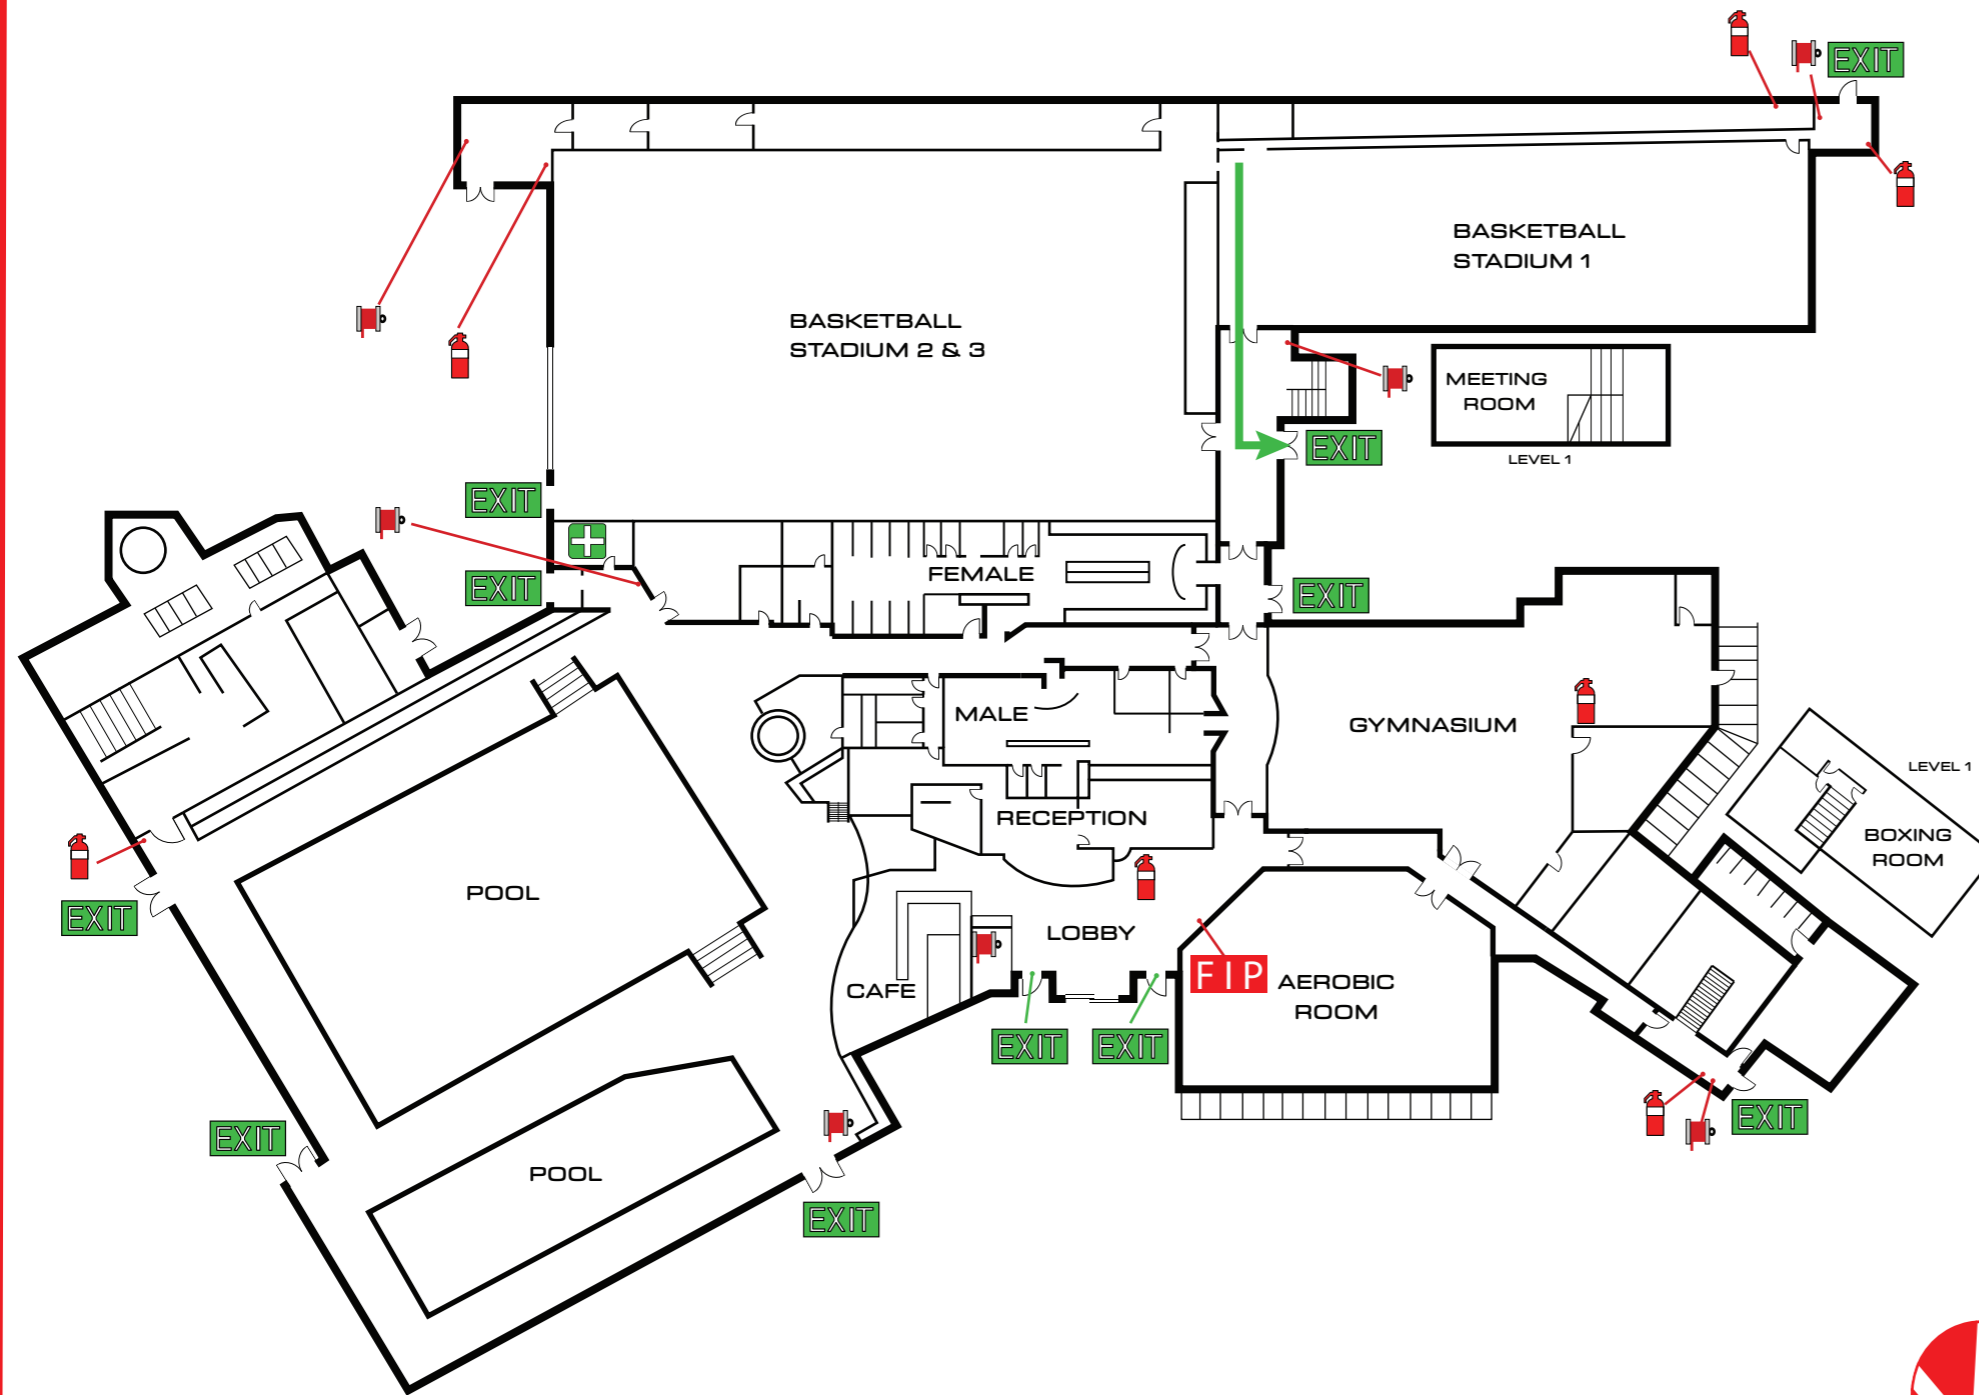 EXIT
BASKETBALL
STADIUM 1
BASKETBALL
STADIUM 2 & 3
MEETING
ROOM
LEVEL 1
EXIT
EXIT
EXIT
FEMALE
EXIT
MALE
GYMNASIUM
LEVEL 1
RECEPTION
BOXING
ROOM
POOL
EXIT
LOBBY
CAFE
FIP
AEROBIC
ROOM
EXIT
EXIT
EXIT
EXIT
POOL
EXIT